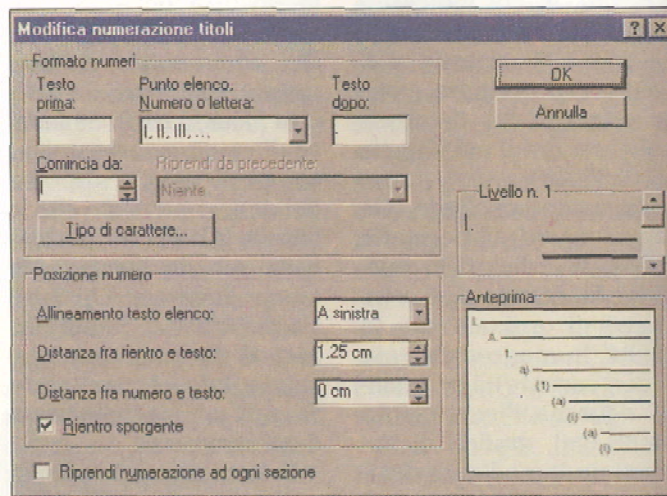 Modifica numerazione titoli
Formato numeri
Testo prima:
Punto elenco, Numero o lettera:
Testo dopo:
I, II, III, ...
.
Comincia da:
Riprendi da precedente:
I
Niente
Tipo di carattere...
OK
Annulla
Livello n. 1
I.
Posizione numero
Allineamento testo elenco:
A sinistra
Distanza fra rientro e testo:
1,25 cm
Distanza fra numero e testo:
0 cm
Rientro sporgente
Riprendi numerazione ad ogni sezione
Anteprima
I.
A.
1.
a)
(1)
(a)
(i)
(a)
(i)